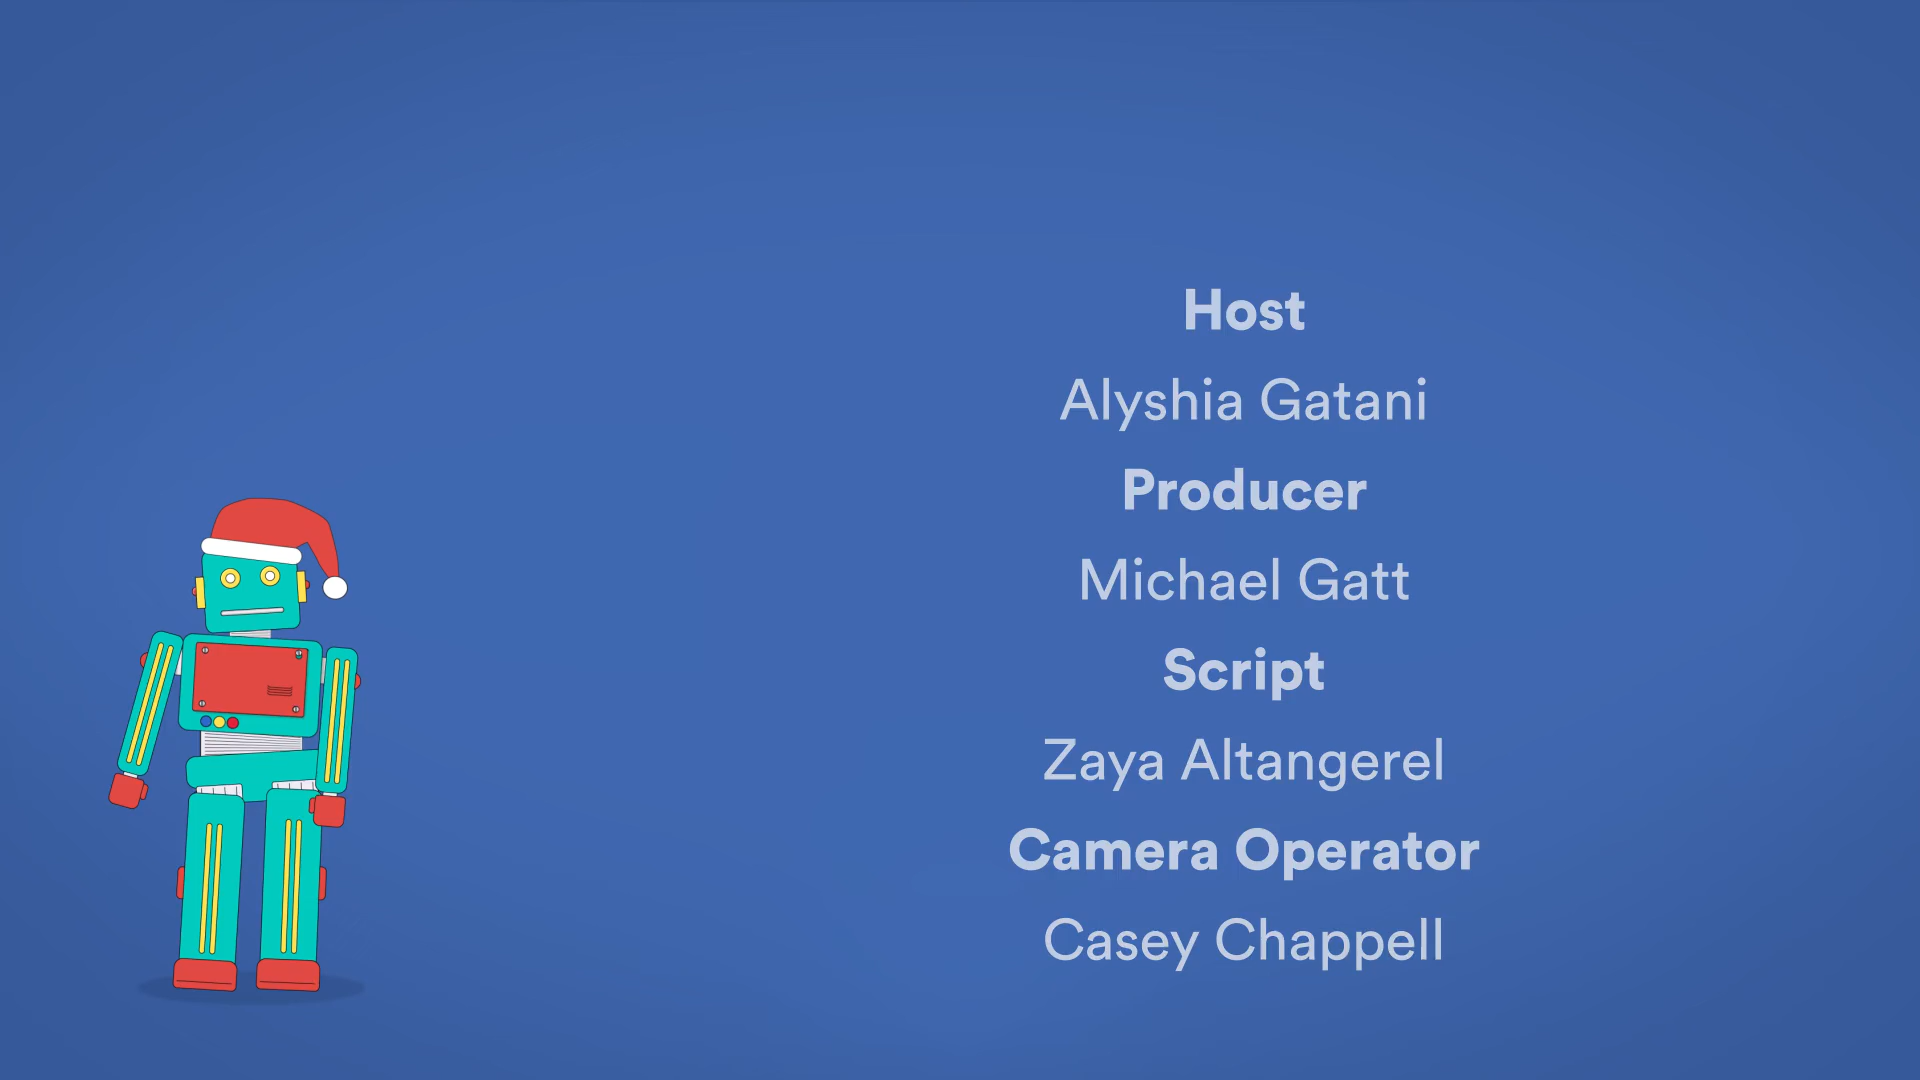 Host
Alyshia Gatani
Producer
Michael Gatt
Script
Zaya Altangerel
Camera Operator
Casey Chappell